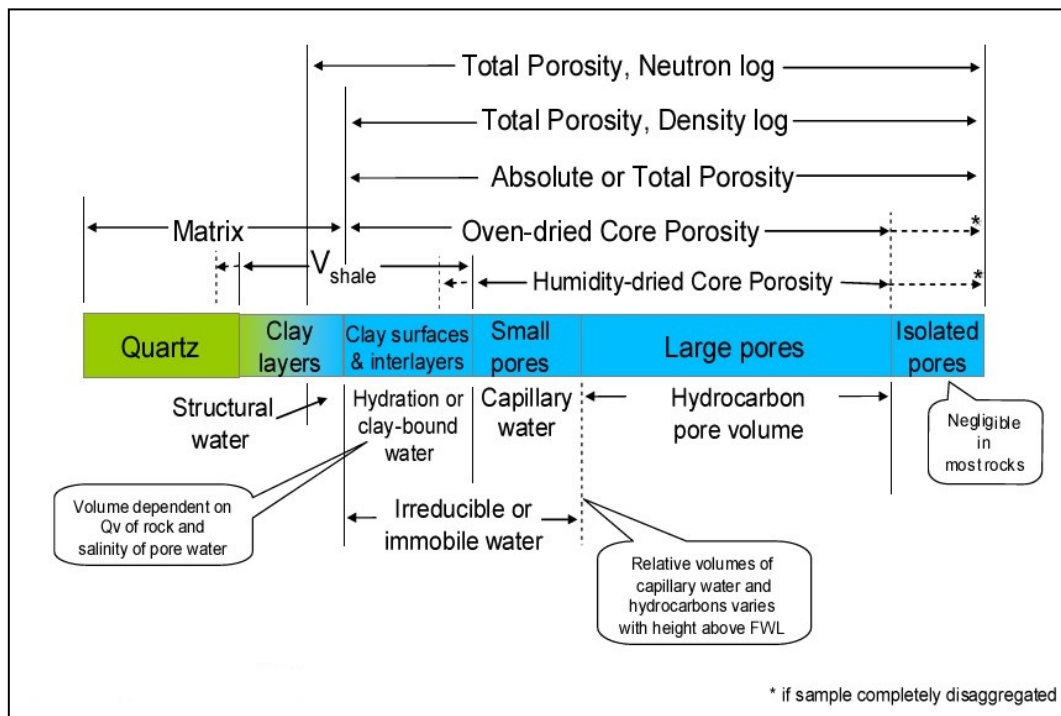 Total Porosity, Neutron log
Total Porosity, Density log
Absolute or Total Porosity
Matrix
Oven-dried Core Porosity
*
Vshale
Humidity-dried Core Porosity
*
Quartz
Clay
layers
Clay surfaces
& interlayers
Small
pores
Large pores
Isolated
pores
Structural
water
Hydration or
clay-bound
water
Capillary
water
Hydrocarbon
pore volume
Negligible
in
most rocks
Volume dependent on
Qv of rock and
salinity of pore water
Irreducible or
immobile water
Relative volumes of
capillary water and
hydrocarbons varies
with height above FWL
* if sample completely disaggregated